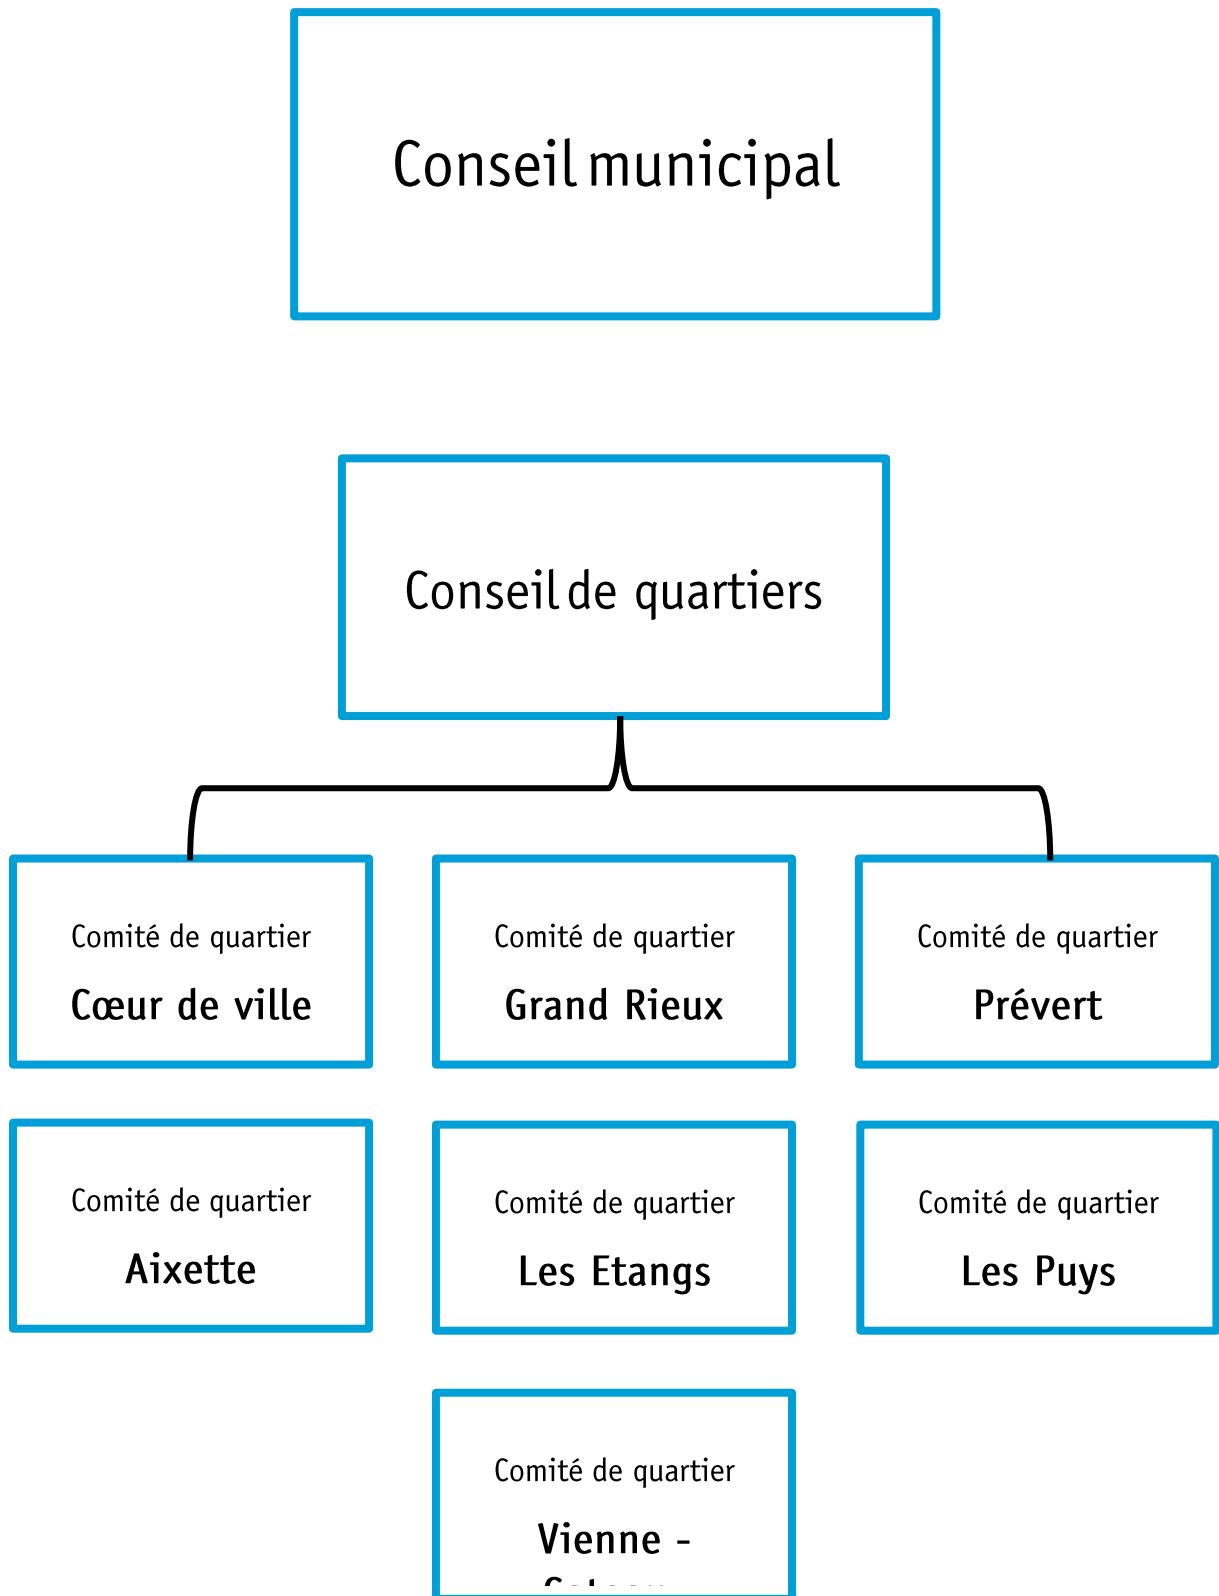 Conseil municipal
Conseil de quartiers
Comité de quartier
Cœur de ville
Comité de quartier
Grand Rieux
Comité de quartier
Prévert
Comité de quartier
Aixette
Comité de quartier
Les Etangs
Comité de quartier
Les Puys
Comité de quartier
Vienne -